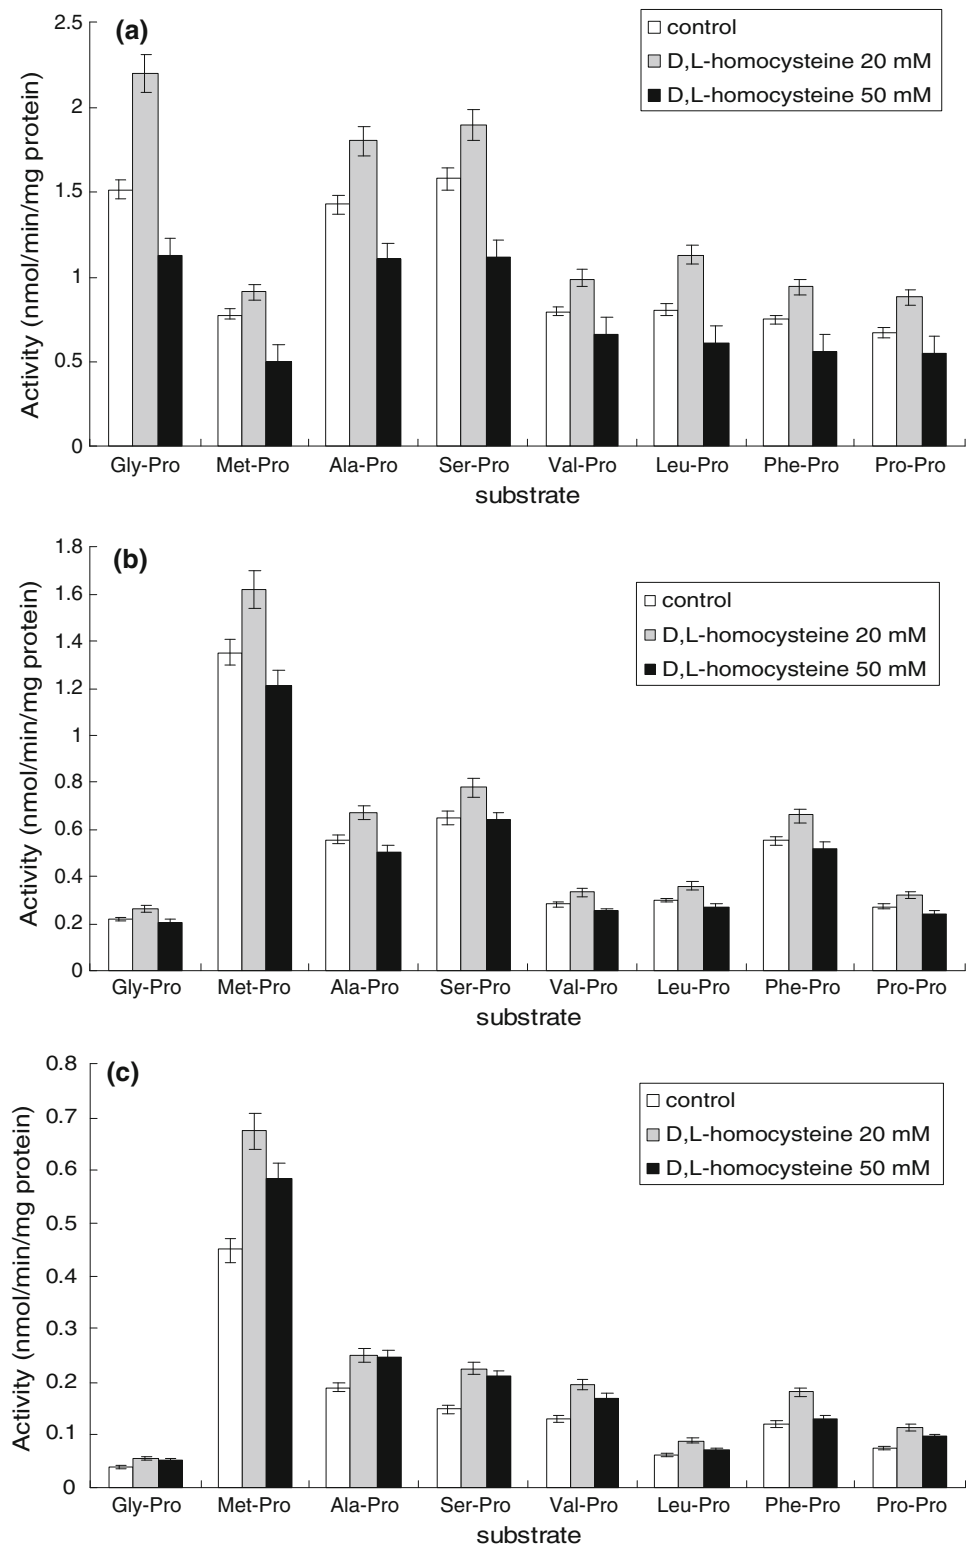 (a)
control
D,L-homocysteine 20 mM
D,L-homocysteine 50 mM
Activity (nmol/min/mg protein)
2.5
2
1.5
1
0.5
0
Gly-Pro Met-Pro Ala-Pro Ser-Pro Val-Pro Leu-Pro Phe-Pro Pro-Pro
substrate
(b)
control
D,L-homocysteine 20 mM
D,L-homocysteine 50 mM
Activity (nmol/min/mg protein)
1.8
1.6
1.4
1.2
1
0.8
0.6
0.4
0.2
0
Gly-Pro Met-Pro Ala-Pro Ser-Pro Val-Pro Leu-Pro Phe-Pro Pro-Pro
substrate
(c)
control
D,L-homocysteine 20 mM
D,L-homocysteine 50 mM
Activity (nmol/min/mg protein)
0.8
0.7
0.6
0.5
0.4
0.3
0.2
0.1
0
Gly-Pro Met-Pro Ala-Pro Ser-Pro Val-Pro Leu-Pro Phe-Pro Pro-Pro
substrate